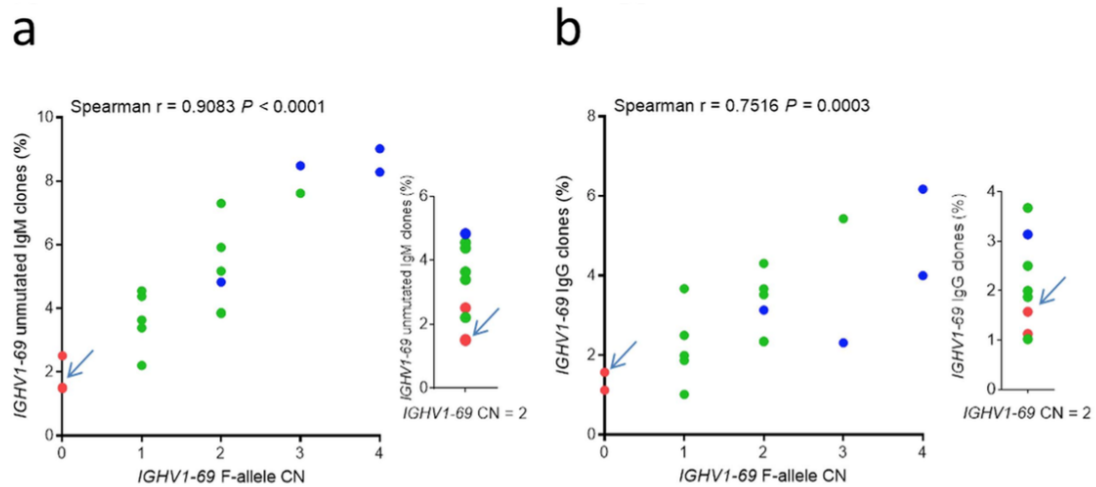 a
Spearman r = 0.9083 P < 0.0001
IGHV1-69 unmutated IgM clones (%)
10
8
6
4
2
0
0 1 2 3 4
IGHV1-69 F-allele CN
IGHV1-69 unmutated IgM clones (%)
6
4
2
0
IGHV1-69 CN = 2
b
Spearman r = 0.7516 P = 0.0003
IGHV1-69 IgG clones (%)
8
6
4
2
0
0 1 2 3 4
IGHV1-69 F-allele CN
IGHV1-69 IgG clones (%)
4
3
2
1
0
IGHV1-69 CN = 2